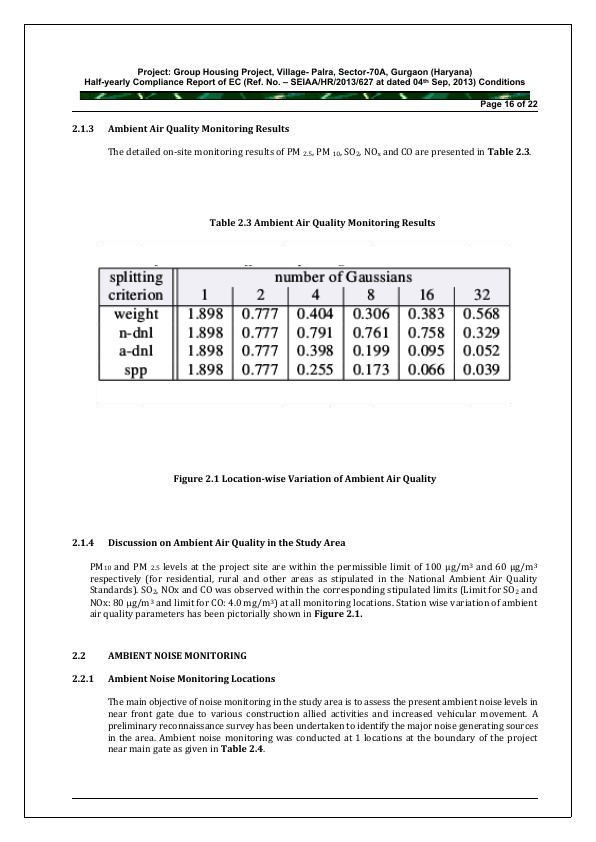 Project: Group Housing Project, Village- Palra, Sector-70A, Gurgaon (Haryana)
Half-yearly Compliance Report of EC (Ref. No. – SEIAA/HR/2013/627 at dated 04th Sep, 2013) Conditions
Page 16 of 22
2.1.3 Ambient Air Quality Monitoring Results
The detailed on-site monitoring results of PM 2.5, PM 10, SO2, NOx and CO are presented in Table 2.3.
Table 2.3 Ambient Air Quality Monitoring Results
splitting number of Gaussians
criterion 1 2 4 8 16 32
weight 1.898 0.777 0.404 0.306 0.383 0.568
n-dnl 1.898 0.777 0.791 0.761 0.758 0.329
a-dnl 1.898 0.777 0.398 0.199 0.095 0.052
spp 1.898 0.777 0.255 0.173 0.066 0.039
Figure 2.1 Location-wise Variation of Ambient Air Quality
2.1.4 Discussion on Ambient Air Quality in the Study Area
PM10 and PM 2.5 levels at the project site are within the permissible limit of 100 µg/m3 and 60 µg/m3
respectively (for residential, rural and other areas as stipulated in the National Ambient Air Quality
Standards). SO2, NOx and CO was observed within the corresponding stipulated limits (Limit for SO2 and
NOx: 80 µg/m3 and limit for CO: 4.0 mg/m3) at all monitoring locations. Station wise variation of ambient
air quality parameters has been pictorially shown in Figure 2.1.
2.2 AMBIENT NOISE MONITORING
2.2.1 Ambient Noise Monitoring Locations
The main objective of noise monitoring in the study area is to assess the present ambient noise levels in
near front gate due to various construction allied activities and increased vehicular movement. A
preliminary reconnaissance survey has been undertaken to identify the major noise generating sources
in the area. Ambient noise monitoring was conducted at 1 locations at the boundary of the project
near main gate as given in Table 2.4.